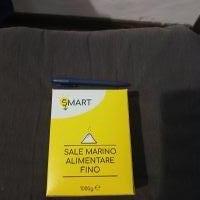 SMART
SALE MARINO
ALIMENTARE
FINO
1000g e